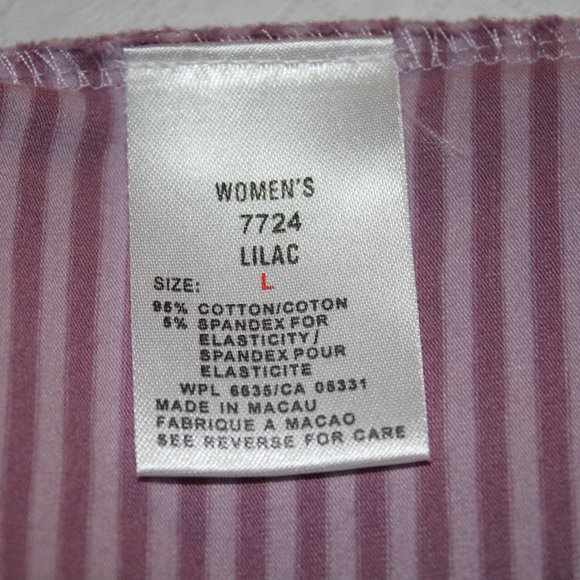 WOMEN'S
7724
LILAC
SIZE: L
95% COTTON/COTON
5% SPANDEX FOR
ELASTICITY/
SPANDEX POUR
ELASTICITE
WPL 6635/CA 05331
MADE IN MACAU
FABRIQUE A MACAO
SEE REVERSE FOR CARE